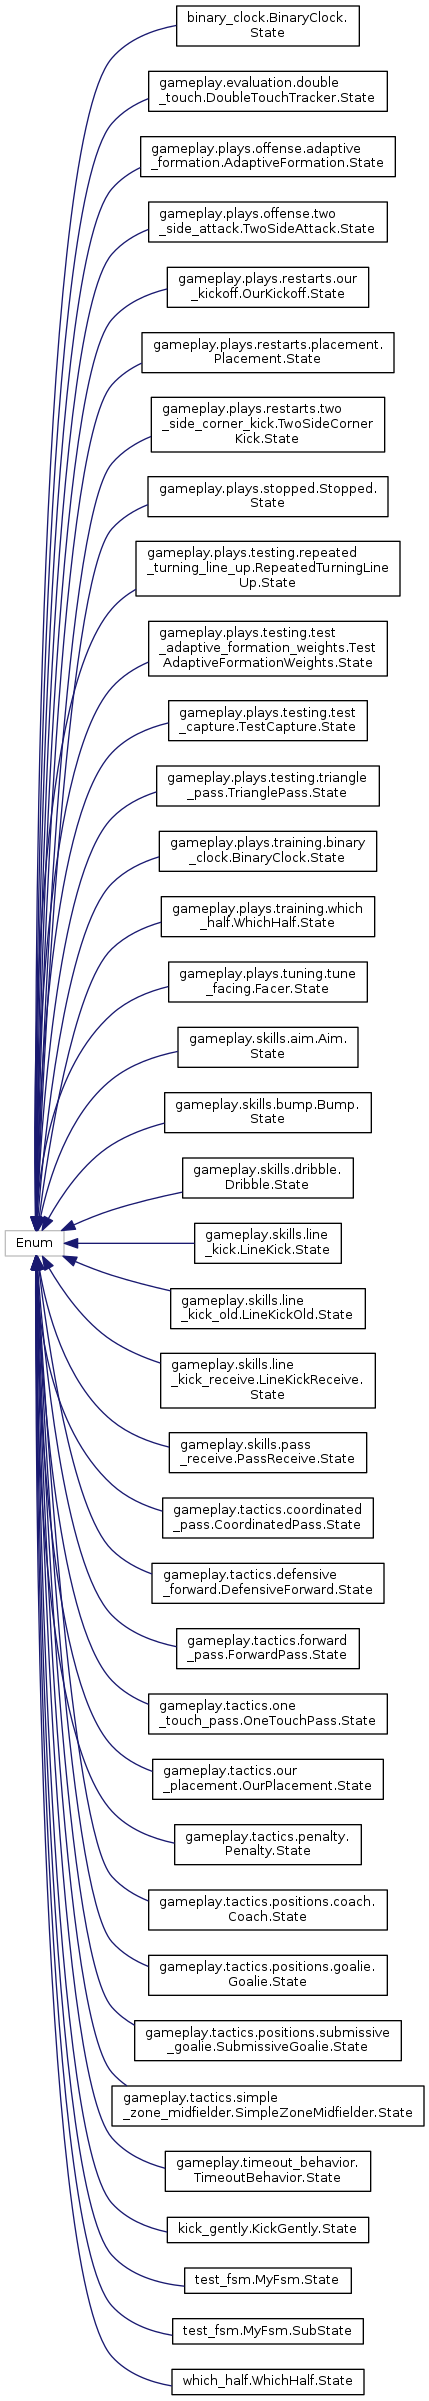 binary_clock.BinaryClock.
State
gameplay.evaluation.double
_touch.DoubleTouchTracker.State
gameplay.plays.offense.adaptive
_formation.AdaptiveFormation.State
gameplay.plays.offense.two
_side_attack.TwoSideAttack.State
gameplay.plays.restarts.our
_kickoff.OurKickoff.State
gameplay.plays.restarts.placement.
Placement.State
gameplay.plays.restarts.two
_side_corner_kick.TwoSideCorner
Kick.State
gameplay.plays.stopped.Stopped.
State
gameplay.plays.testing.repeated
_turning_line_up.RepeatedTurningLine
Up.State
gameplay.plays.testing.test
_adaptive_formation_weights.Test
AdaptiveFormationWeights.State
gameplay.plays.testing.test
_capture.TestCapture.State
gameplay.plays.testing.triangle
_pass.TrianglePass.State
gameplay.plays.training.binary
_clock.BinaryClock.State
gameplay.plays.training.which
_half.WhichHalf.State
gameplay.plays.tuning.tune
_facing.Facer.State
gameplay.skills.aim.Aim.
State
gameplay.skills.bump.Bump.
State
gameplay.skills.dribble.
Dribble.State
Enum
gameplay.skills.line
_kick.LineKick.State
gameplay.skills.line
_kick_old.LineKickOld.State
gameplay.skills.line
_kick_receive.LineKickReceive.
State
gameplay.skills.pass
_receive.PassReceive.State
gameplay.tactics.coordinated
_pass.CoordinatedPass.State
gameplay.tactics.defensive
_forward.DefensiveForward.State
gameplay.tactics.forward
_pass.ForwardPass.State
gameplay.tactics.one
_touch_pass.OneTouchPass.State
gameplay.tactics.our
_placement.OurPlacement.State
gameplay.tactics.penalty.
Penalty.State
gameplay.tactics.positions.coach.
Coach.State
gameplay.tactics.positions.goalie.
Goalie.State
gameplay.tactics.positions.submissive
_goalie.SubmissiveGoalie.State
gameplay.tactics.simple
_zone_midfielder.SimpleZoneMidfielder.State
gameplay.timeout_behavior.
TimeoutBehavior.State
kick_gently.KickGently.State
test_fsm.MyFsm.State
test_fsm.MyFsm.SubState
which_half.WhichHalf.State